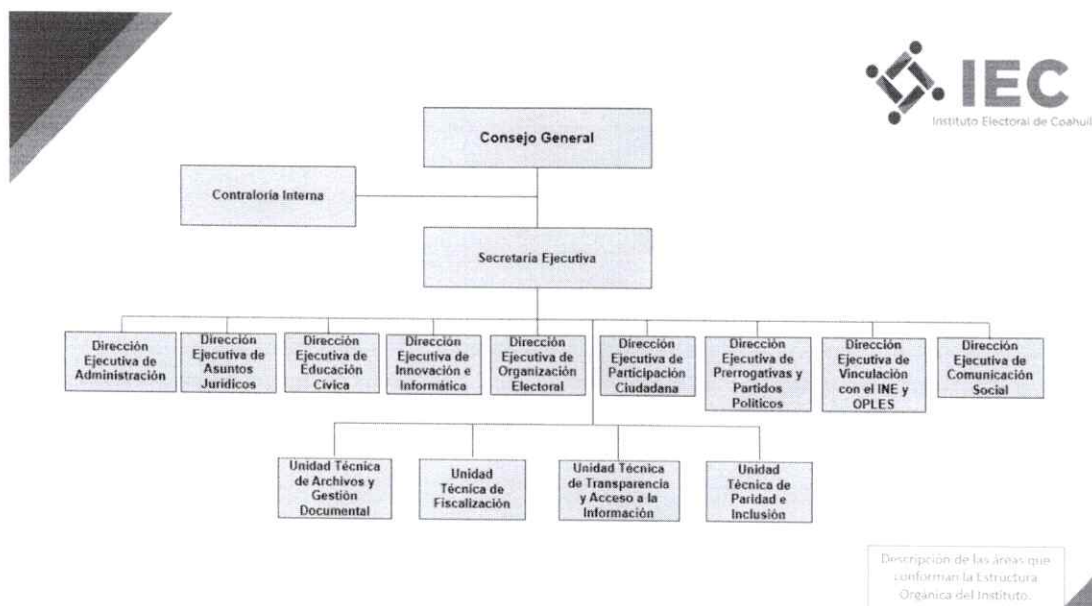 IEC
Instituto Electoral de Coahuil
Consejo General
Contraloría Interna
Secretaría Ejecutiva
Dirección
Ejecutiva de
Administración
Dirección
Ejecutiva de
Asuntos
Jurídicos
Dirección
Ejecutiva de
Educación
Cívica
Dirección
Ejecutiva de
Innovación e
Informática
Dirección
Ejecutiva de
Organización
Electoral
Dirección
Ejecutiva de
Participación
Ciudadana
Dirección
Ejecutiva de
Prerrogativas y
Partidos
Políticos
Dirección
Ejecutiva de
Vinculación
con el INE y
OPLES
Dirección
Ejecutiva de
Comunicación
Social
Unidad Técnica
de Archivos y
Gestión
Documental
Unidad
Técnica de
Fiscalización
Unidad Técnica
de Transparencia
y Acceso a la
Información
Unidad
Técnica de
Paridad e
Inclusión
Descripción de las áreas que
conforman la Estructura
Orgánica del Instituto.